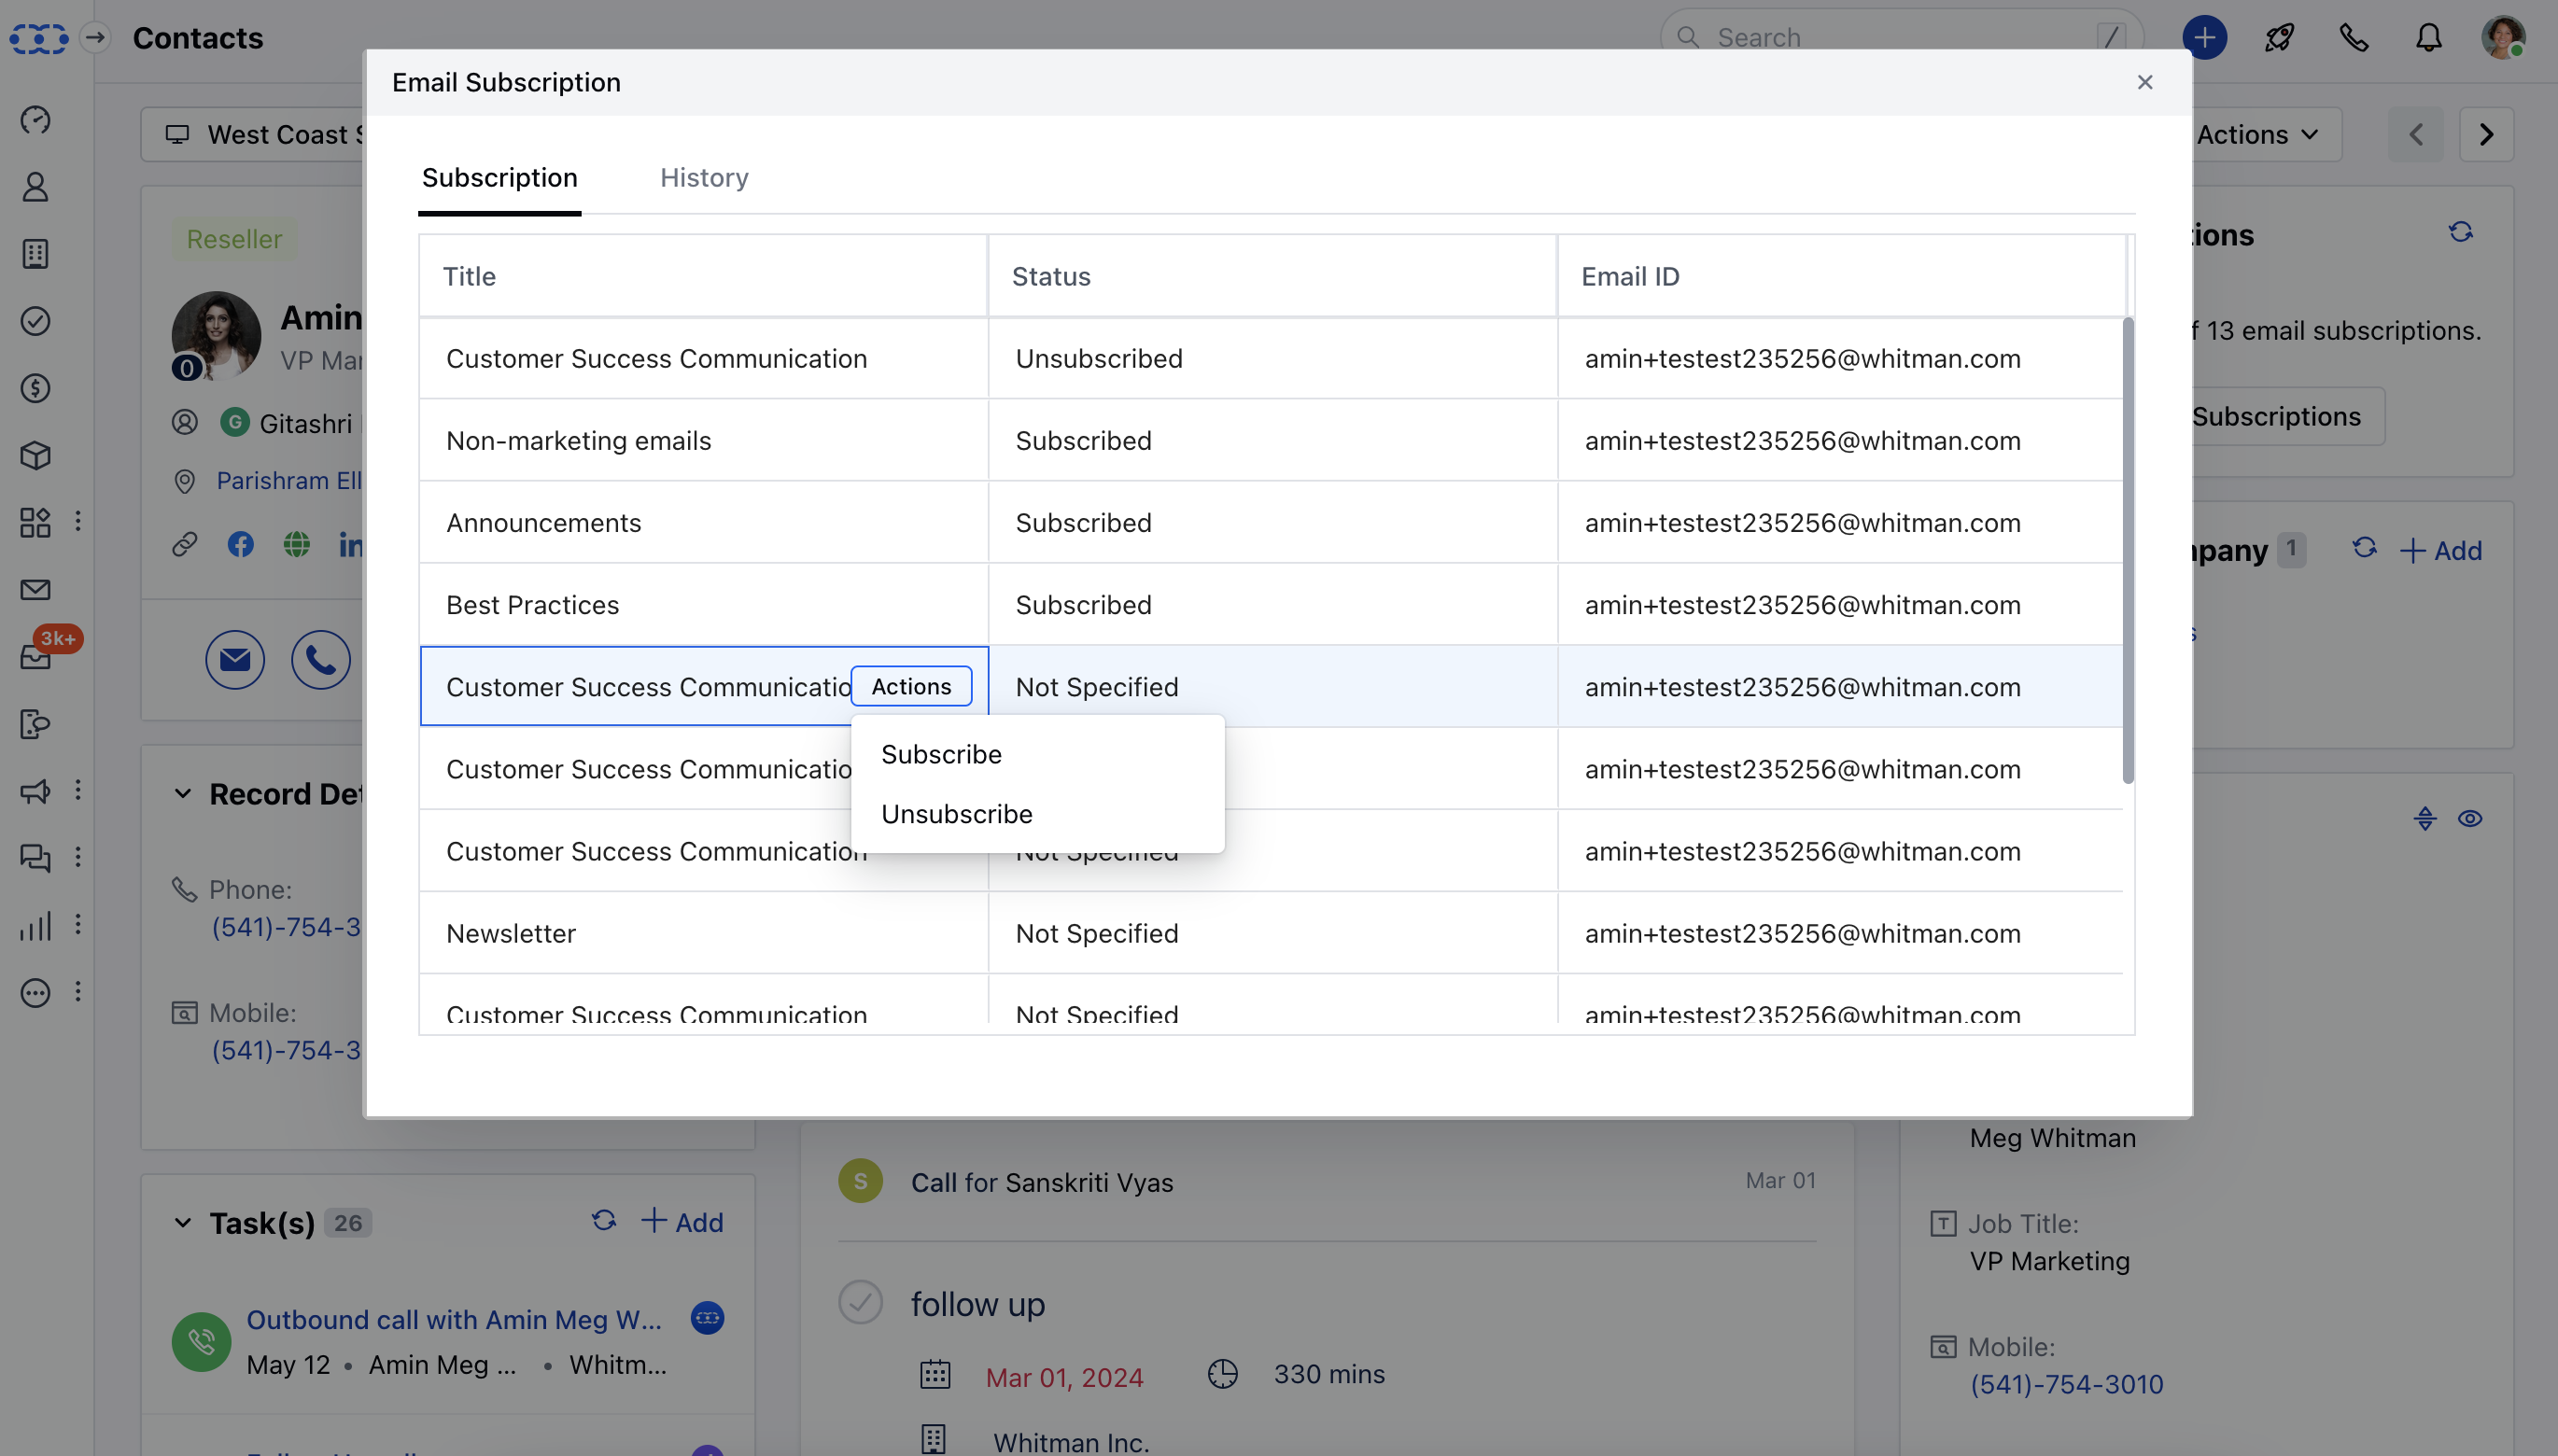 Contacts
Search
/
Email Subscription
West Coast
Actions
Subscription
History
Reseller
Title
Status
Email ID
Amin
VP Mar
0
Customer Success Communication
Unsubscribed
amin+testest235256@whitman.com
f 13 email subscriptions.
G
Gitashri
Non-marketing emails
Subscribed
amin+testest235256@whitman.com
Subscriptions
Parishram Ell
Announcements
Subscribed
amin+testest235256@whitman.com
in
mpany
1
Add
Best Practices
Subscribed
amin+testest235256@whitman.com
3k+
Customer Success Communicatio
Actions
Not Specified
amin+testest235256@whitman.com
Subscribe
Customer Success Communicatio
amin+testest235256@whitman.com
Record Det
Unsubscribe
Customer Success Communication
Not Specified
amin+testest235256@whitman.com
Phone:
(541)-754-3
Newsletter
Not Specified
amin+testest235256@whitman.com
Mobile:
(541)-754-3
Customer Success Communication
Not Specified
amin+testest235256@whitman.com
Meg Whitman
S
Call for Sanskriti Vyas
Mar 01
Task(s)
26
Add
Job Title:
VP Marketing
follow up
Outbound call with Amin Meg W...
May 12 • Amin Meg ... • Whitm...
Mar 01, 2024
330 mins
Mobile:
(541)-754-3010
Whitman Inc.